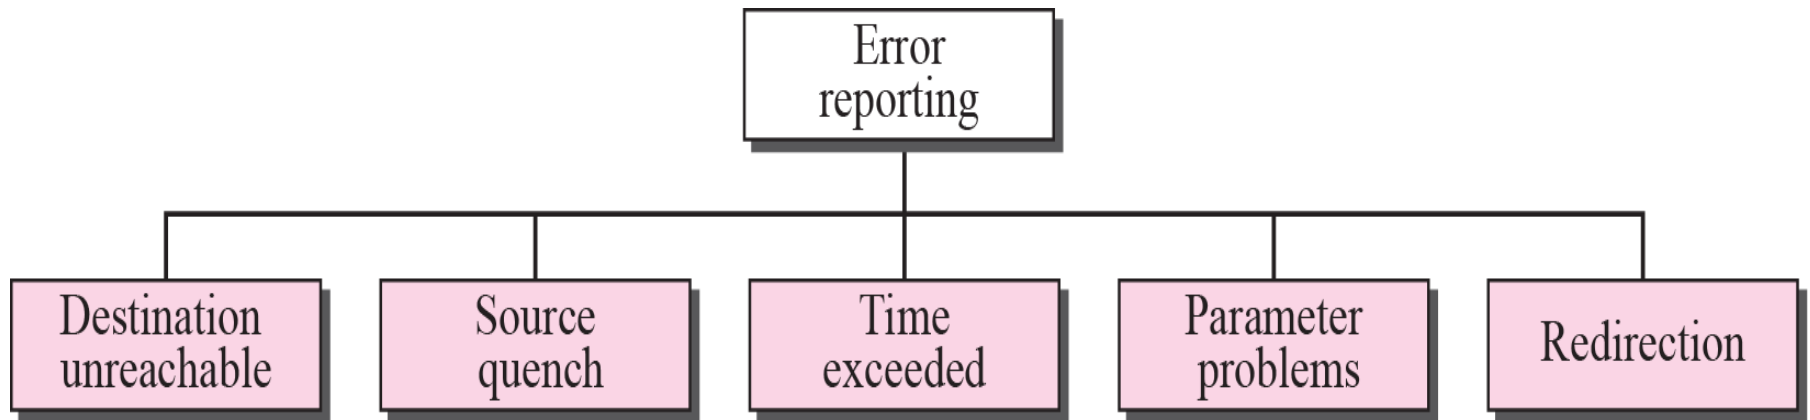 Error
reporting
Destination
unreachable
Source
quench
Time
exceeded
Parameter
problems
Redirection